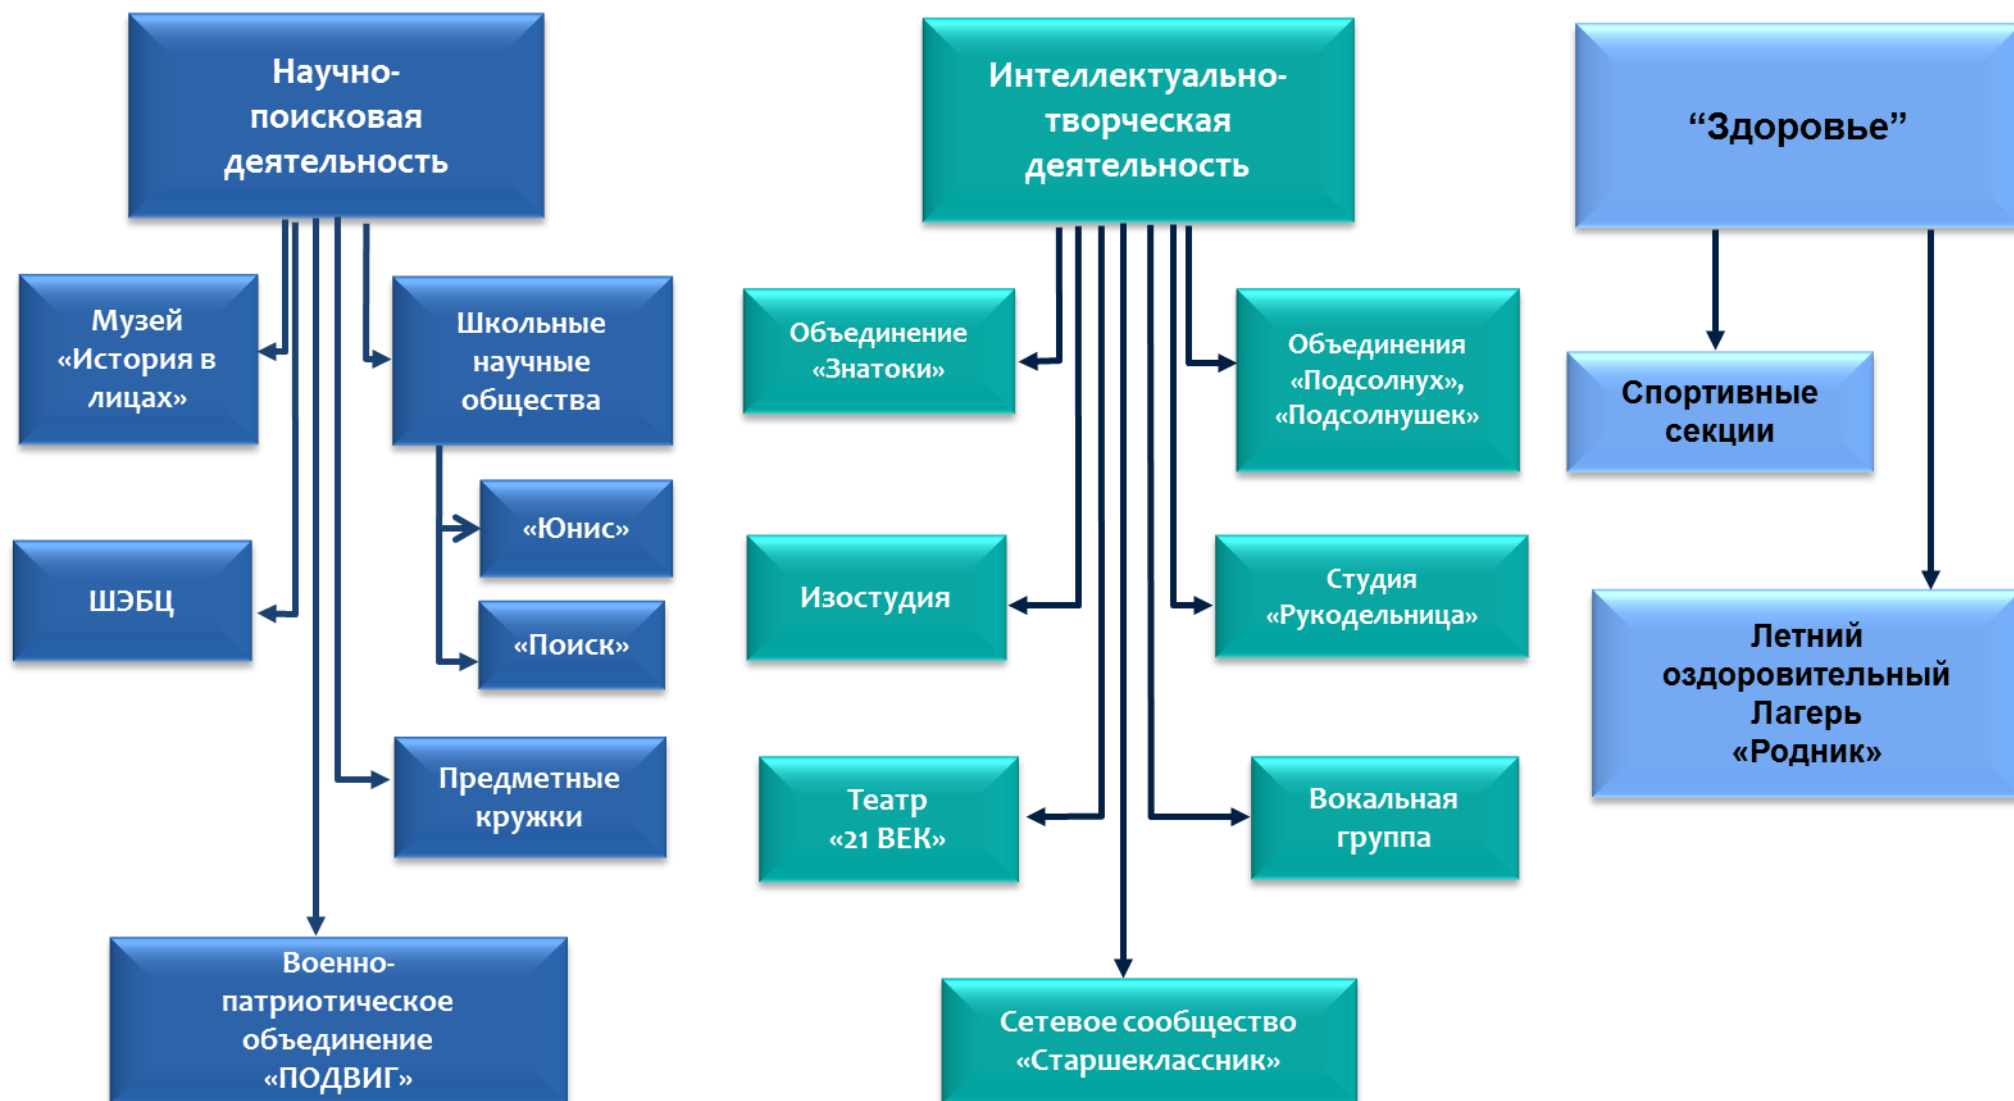 Научно-
поисковая
деятельность
Музей
«История в
лицах»
Школьные
научные
общества
«Юнис»
ШЭБЦ
«Поиск»
Предметные
кружки
Военно-
патриотическое
объединение
«ПОДВИГ»
Интеллектуально-
творческая
деятельность
Объединение
«Знатоки»
Объединения
«Подсолнух»,
«Подсолнушек»
Изостудия
Студия
«Рукодельница»
Театр
«21 ВЕК»
Вокальная
группа
Сетевое сообщество
«Старшеклассник»
“Здоровье”
Спортивные
секции
Летний
оздоровительный
Лагерь
«Родник»